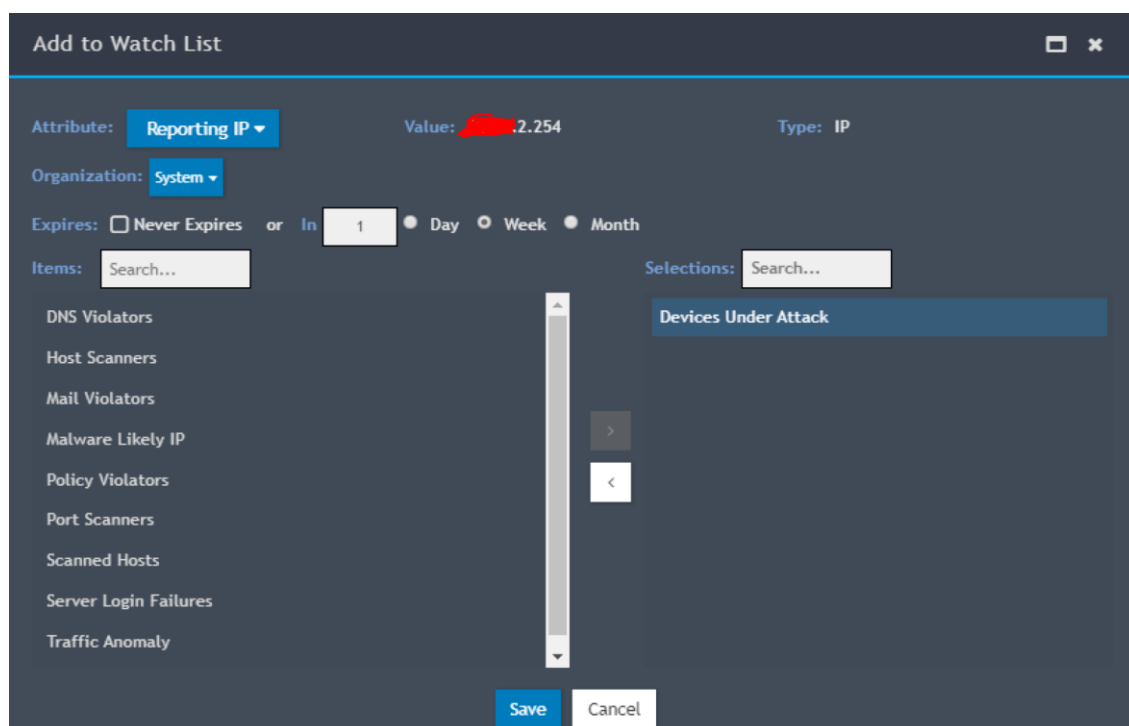 Add to Watch List
Attribute: Reporting IP Value: .2.254 Type: IP
Organization: System
Expires: Never Expires or In 1 Day Week Month
Items: Search... Selections: Search...
DNS Violators
Devices Under Attack
Host Scanners
Mail Violators
Malware Likely IP
>
Policy Violators
<
Port Scanners
Scanned Hosts
Server Login Failures
Traffic Anomaly
Save Cancel